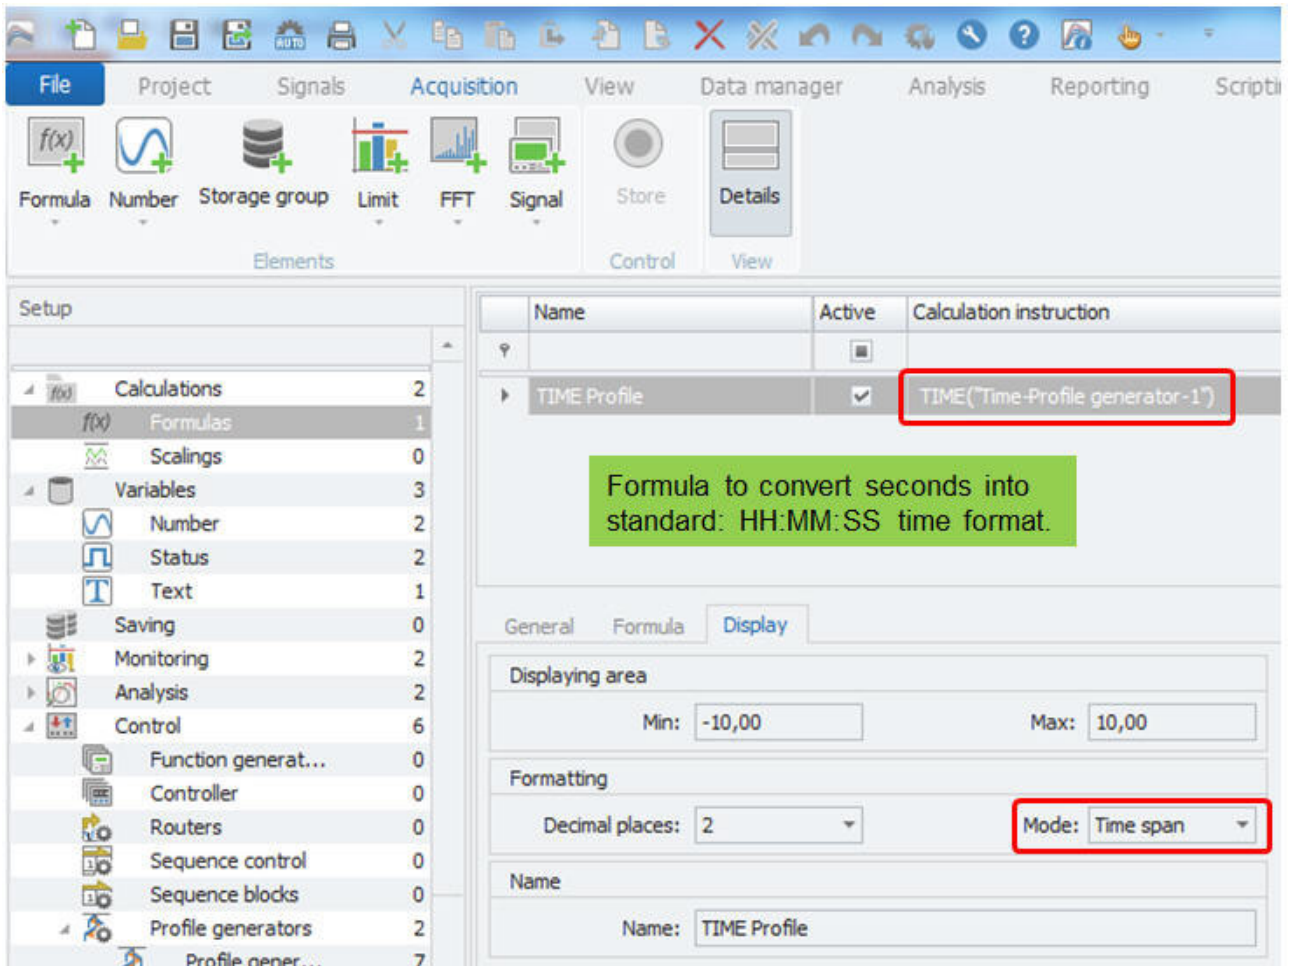 AUTO
File Project Signals Acquisition View Data manager Analysis Reporting
f(x)
Formula Number Storage group Limit FFT Signal Store Details
Elements Control View
Setup
Name Active Calculation instruction
f(x) Calculations 2
TIME Profile TIME("Time-Profile generator-1")
f(x) Formulas 1
Scalings 0
Variables 3
Number 2
Status 2
T Text 1
Formula to convert seconds into
standard: HH:MM:SS time format.
Saving 0
Monitoring 2
Analysis 2
Control 6
Function generat... 0
Controller 0
Routers 0
Sequence control 0
Sequence blocks 0
Profile generators 2
Profile gener... 7
General Formula Display
Displaying area
Min: -10,00 Max: 10,00
Formatting
Decimal places: 2 Mode: Time span
Name
Name: TIME Profile